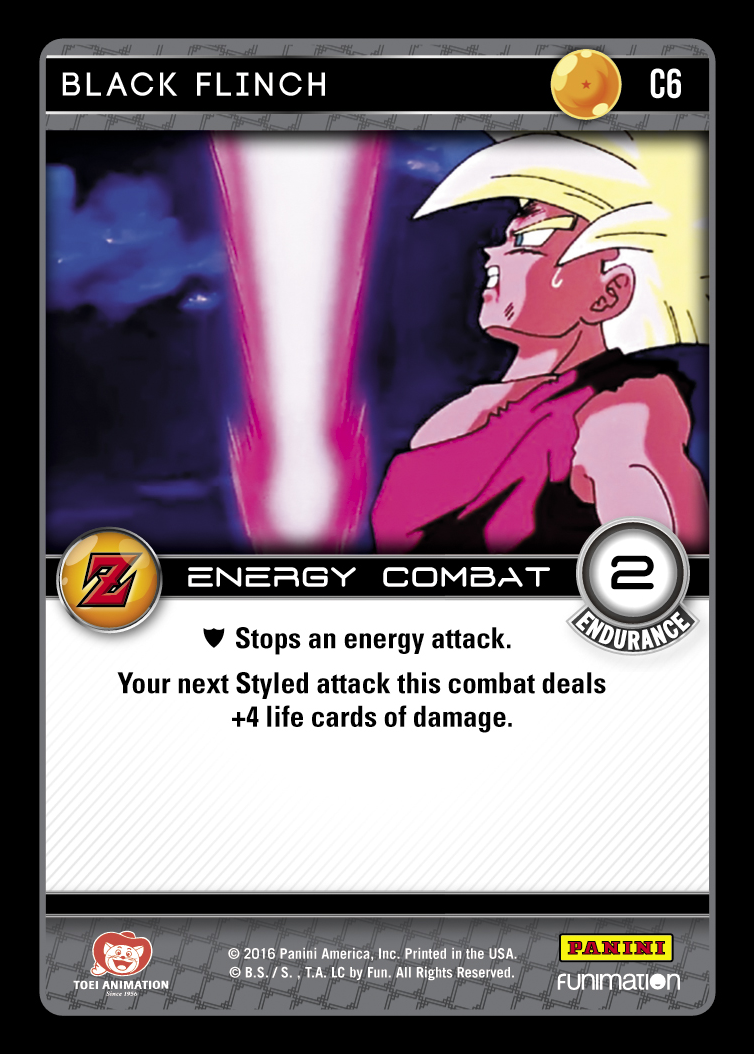 BLACK FLINCH
C6
Z
ENERGY COMBAT
2
ENDURANCE
Stops an energy attack.
Your next Styled attack this combat deals
+4 life cards of damage.
TOEI ANIMATION
Since 1956
© 2016 Panini America, Inc. Printed in the USA.
© B.S. / S. , T.A. LC by Fun. All Rights Reserved.
PANINI
FUNIMATION